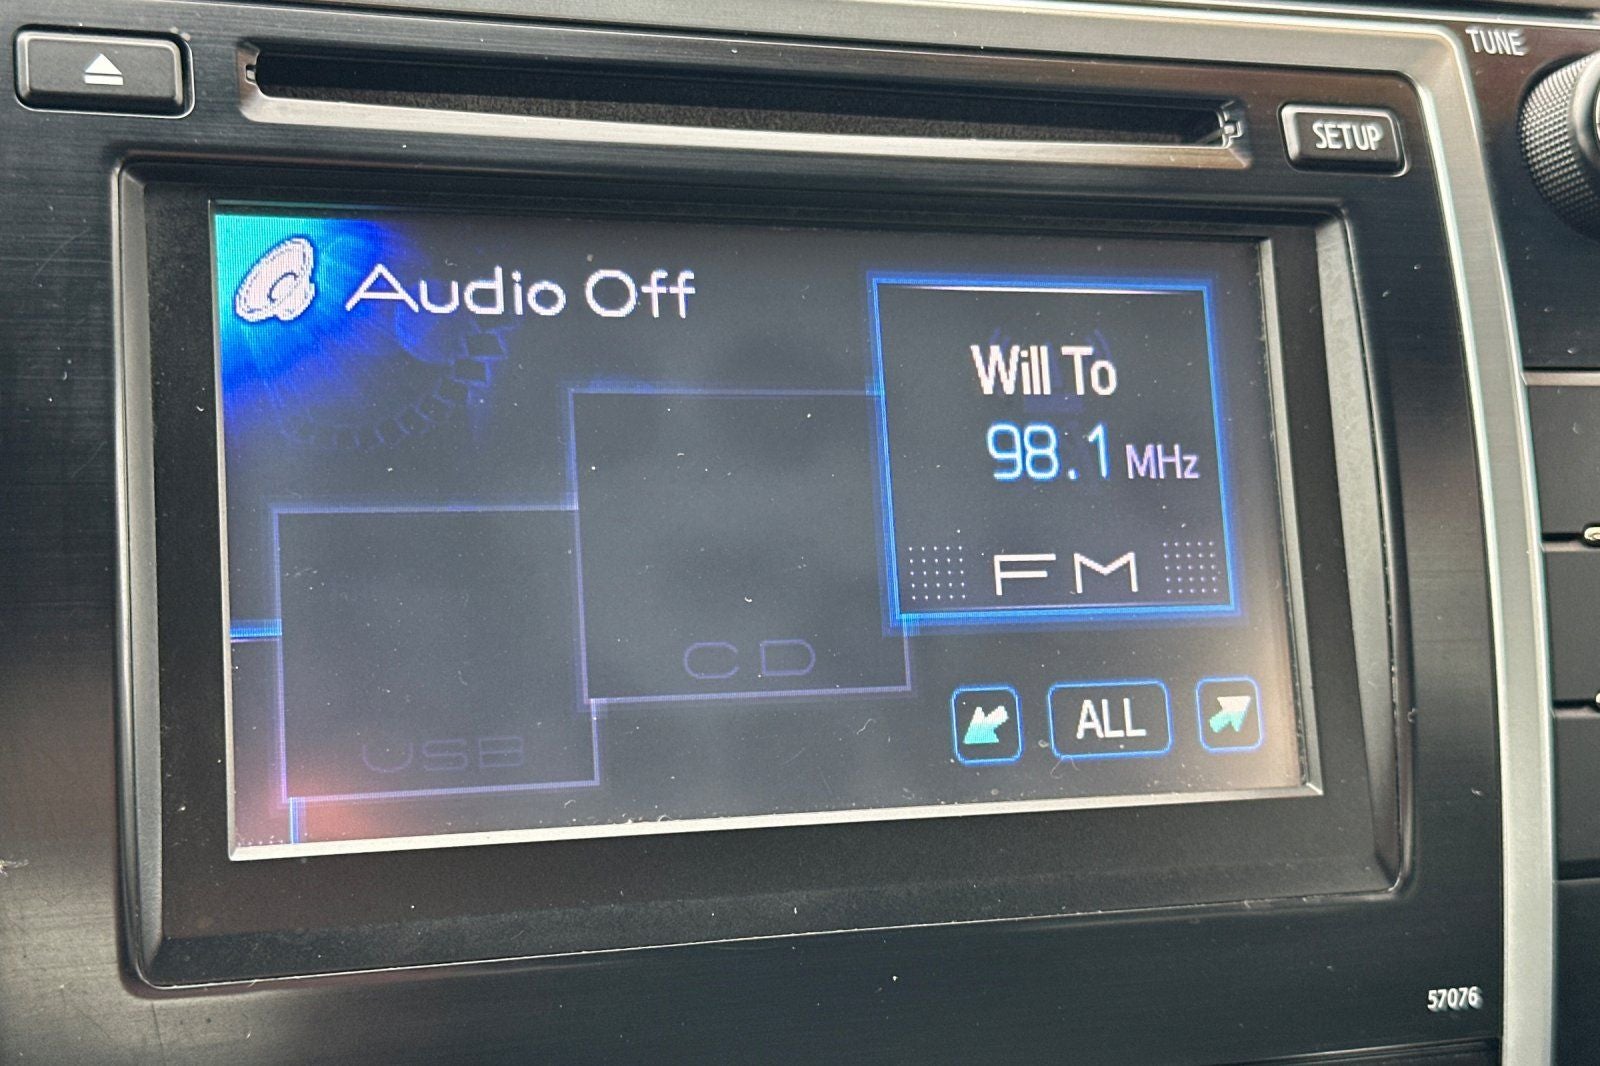 TUNE
SETUP
Audio Off
Will To
98.1 MHz
FM
CD
USB
ALL
57076